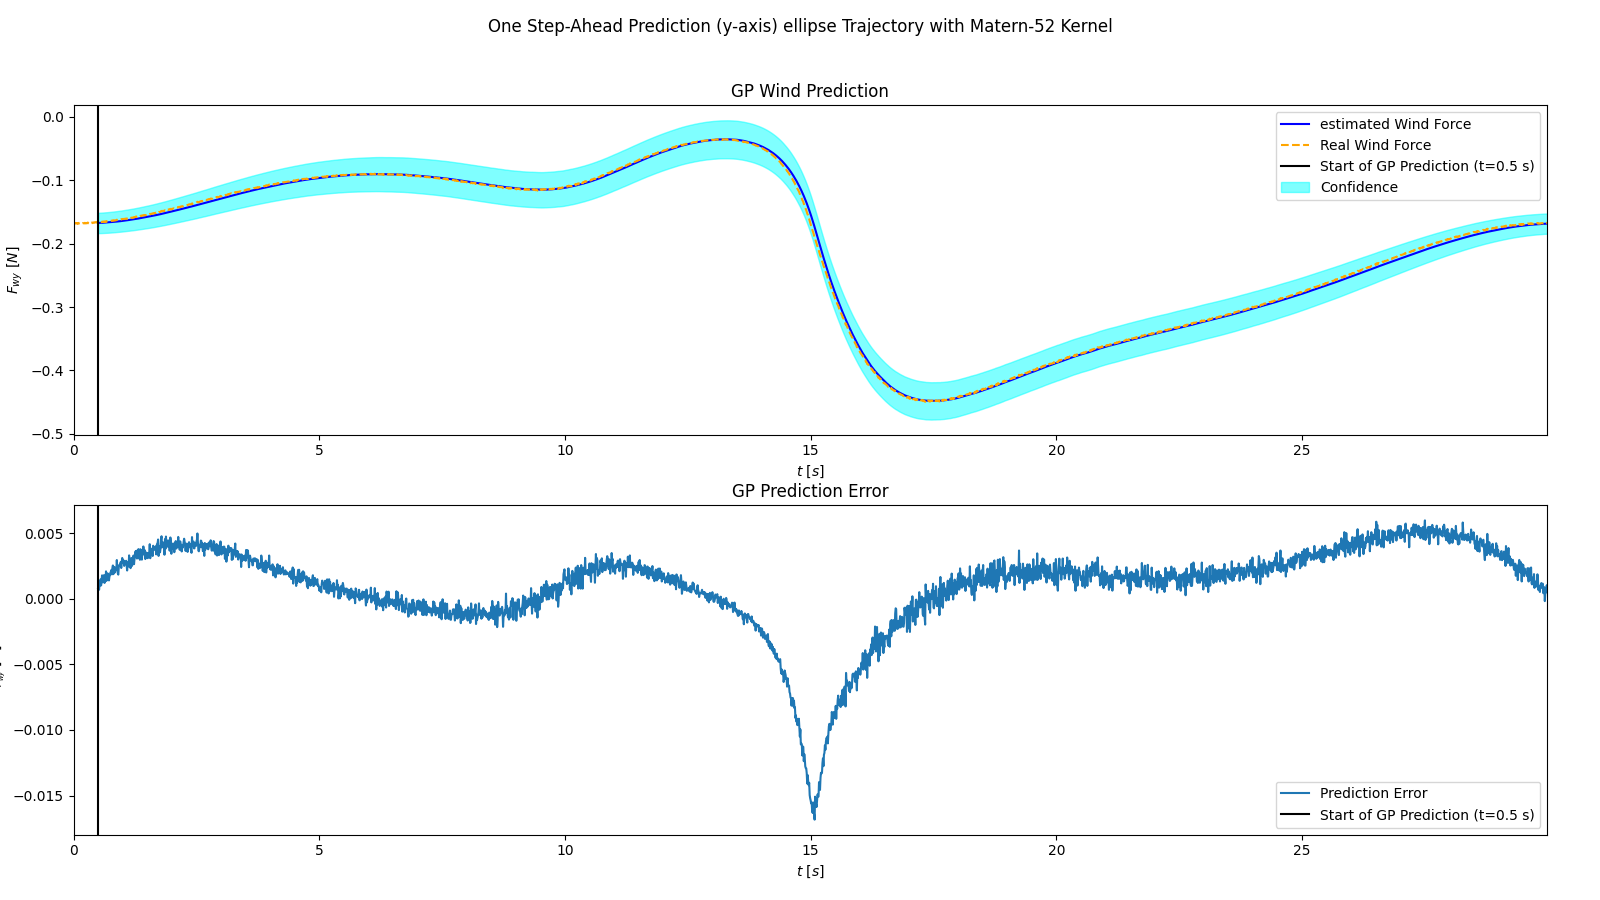 One Step-Ahead Prediction (y-axis) ellipse Trajectory with Matern-52 Kernel
GP Wind Prediction
0.0
−0.1
−0.2
−0.3
−0.4
−0.5
F_wy [N]
estimated Wind Force
Real Wind Force
Start of GP Prediction (t=0.5 s)
Confidence
0 5 10 15 20 25
t [s]
GP Prediction Error
0.005
0.000
−0.005
−0.010
−0.015
Prediction Error
Start of GP Prediction (t=0.5 s)
0 5 10 15 20 25
t [s]